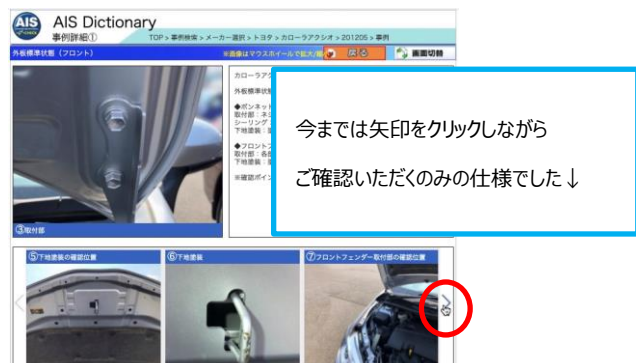 AIS
AIS Dictionary
事例詳細①
TOP > 事例検索 > メーカー選択 > トヨタ > カローラアクシオ > 201205 > 事例
外板標準状態（フロント）
※画像はマウスホイールで拡大/縮
戻る
画面切替
カローラアク
外板標準状態
◆ボンネット
取付部：ネジ
シーリング：
下地塗装：
◆フロントフ
取付部：各部
下地塗装：
※確認ポイン
今までは矢印をクリックしながら
ご確認いただくのみの仕様でした↓
③取付部
⑤下地塗装の確認位置
⑥下地塗装
⑦フロントフェンダー取付部の確認位置